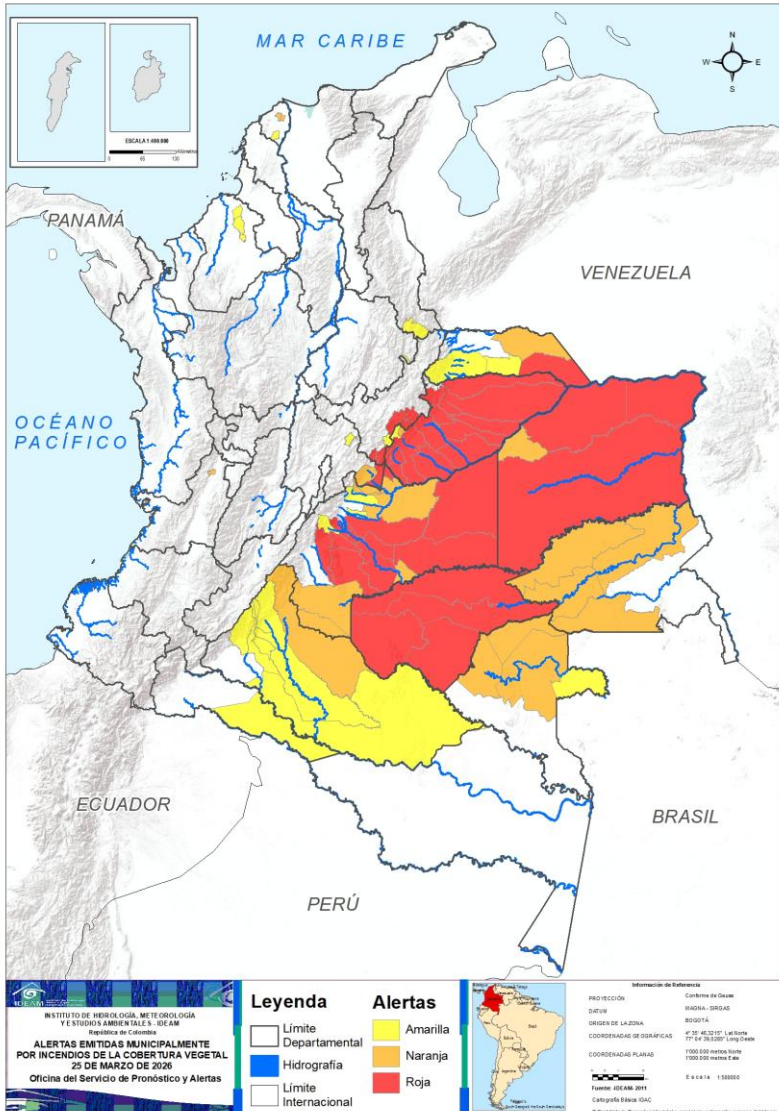 MAR CARIBE
N
W
E
S
ESCALA 1:400.000
PANAMÁ
VENEZUELA
OCÉANO
PACÍFICO
ECUADOR
BRASIL
PERÚ
IDEAM
INSTITUTO DE HIDROLOGÍA, METEOROLOGÍA
Y ESTUDIOS AMBIENTALES - IDEAM
República de Colombia
ALERTAS EMITIDAS MUNICIPALMENTE
POR INCENDIOS DE LA COBERTURA VEGETAL
25 DE MARZO DE 2026
Oficina del Servicio de Pronóstico y Alertas
Leyenda
Límite
Departamental
Hidrografía
Límite
Internacional
Alertas
Amarilla
Naranja
Roja
Información de Referencia
PROYECCIÓN Conforme de Gauss
DATUM MAGNA - SIRGAS
ORIGEN DE LA ZONA BOGOTÁ
COORDENADAS GEOGRÁFICAS
COORDENADAS PLANAS 1'000.000 metros Norte
1'000.000 metros Este
Fuente: IDEAM- 2011
Cartografía Básica IGAC